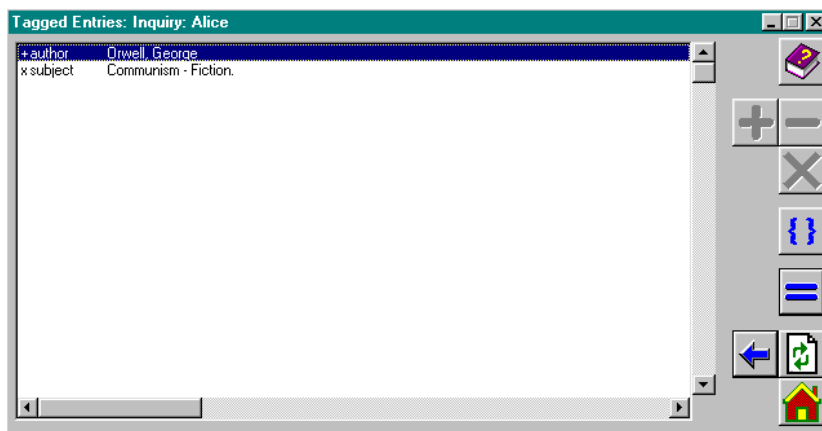 Tagged Entries: Inquiry: Alice
+ author Orwell, George
x subject Communism - Fiction.